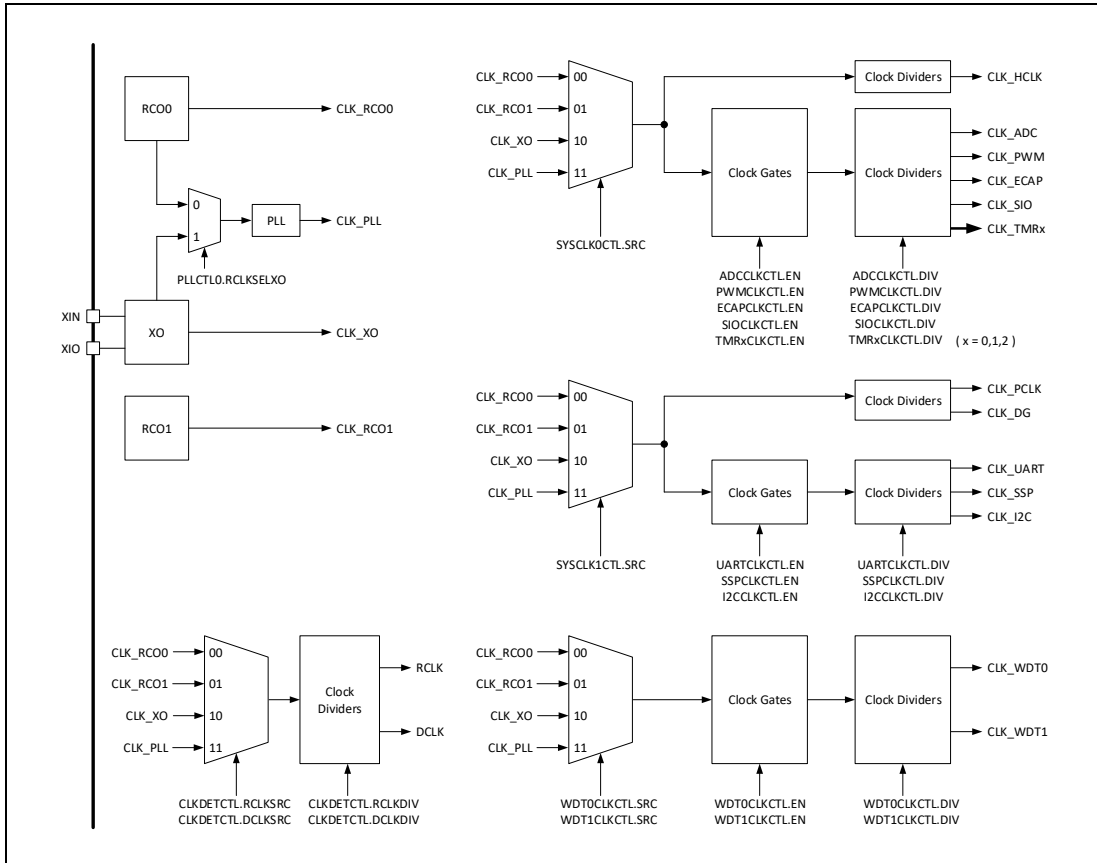 RCO0
CLK_RCO0
0
1
PLL
CLK_PLL
PLLCTL0.RCLKSELXO
XIN
XIO
XO
CLK_XO
RCO1
CLK_RCO1
CLK_RCO0
CLK_RCO1
CLK_XO
CLK_PLL
00
01
10
11
SYSCLK0CTL.SRC
Clock Dividers
CLK_HCLK
Clock Gates
Clock Dividers
CLK_ADC
CLK_PWM
CLK_ECAP
CLK_SIO
CLK_TMRx
ADCCLKCTL.EN
PWMCLKCTL.EN
ECAPCLKCTL.EN
SIOCLKCTL.EN
TMRxCLKCTL.EN
ADCCLKCTL.DIV
PWMCLKCTL.DIV
ECAPCLKCTL.DIV
SIOCLKCTL.DIV
TMRxCLKCTL.DIV ( x = 0,1,2 )
CLK_RCO0
CLK_RCO1
CLK_XO
CLK_PLL
00
01
10
11
SYSCLK1CTL.SRC
Clock Dividers
CLK_PCLK
CLK_DG
Clock Gates
Clock Dividers
CLK_UART
CLK_SSP
CLK_I2C
UARTCLKCTL.EN
SSPCLKCTL.EN
I2CCLKCTL.EN
UARTCLKCTL.DIV
SSPCLKCTL.DIV
I2CCLKCTL.DIV
CLK_RCO0
CLK_RCO1
CLK_XO
CLK_PLL
00
01
10
11
Clock
Dividers
RCLK
DCLK
CLKDETCTL.RCLKSRC
CLKDETCTL.DCLKSRC
CLKDETCTL.RCLKDIV
CLKDETCTL.DCLKDIV
CLK_RCO0
CLK_RCO1
CLK_XO
CLK_PLL
00
01
10
11
Clock Gates
Clock Dividers
CLK_WDT0
CLK_WDT1
WDT0CLKCTL.SRC
WDT1CLKCTL.SRC
WDT0CLKCTL.EN
WDT1CLKCTL.EN
WDT0CLKCTL.DIV
WDT1CLKCTL.DIV